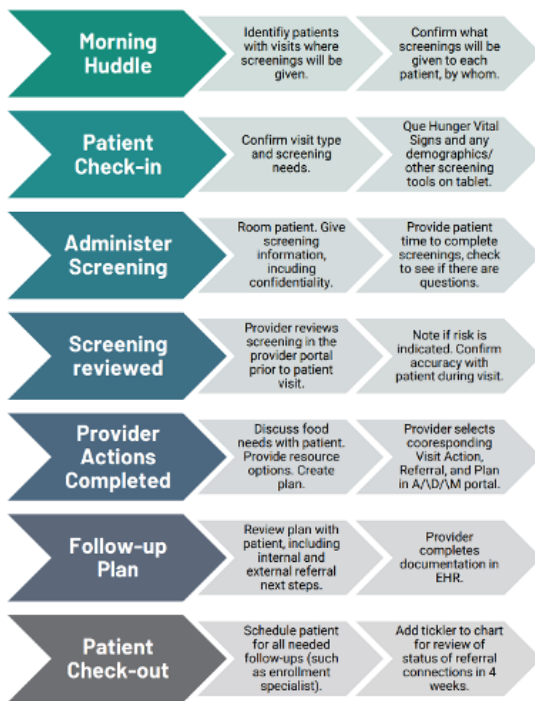 Morning
Huddle
Identifiy patients
with visits where
screenings will be
given.
Confirm what
screenings will be
given to each
patient, by whom.
Patient
Check-in
Confirm visit type
and screening
needs.
Que Hunger Vital
Signs and any
demographics/
other screening
tools on tablet.
Administer
Screening
Room patient. Give
screening
information,
incuding
confidentiality.
Provide patient
time to complete
screenings, check
to see if there are
questions.
Screening
reviewed
Provider reviews
screening in the
provider portal
prior to patient
visit.
Note if risk is
indicated. Confirm
accuracy with
patient during visit.
Provider
Actions
Completed
Discuss food
needs with patient.
Provide resource
options. Create
plan.
Provider selects
cooresponding
Visit Action,
Referral, and Plan
in A/\D/\M portal.
Follow-up
Plan
Review plan with
patient, including
internal and
external referral
next steps.
Provider
completes
documentation in
EHR.
Patient
Check-out
Schedule patient
for all needed
follow-ups (such
as enrollment
specialist).
Add tickler to chart
for review of
status of referral
connections in 4
weeks.